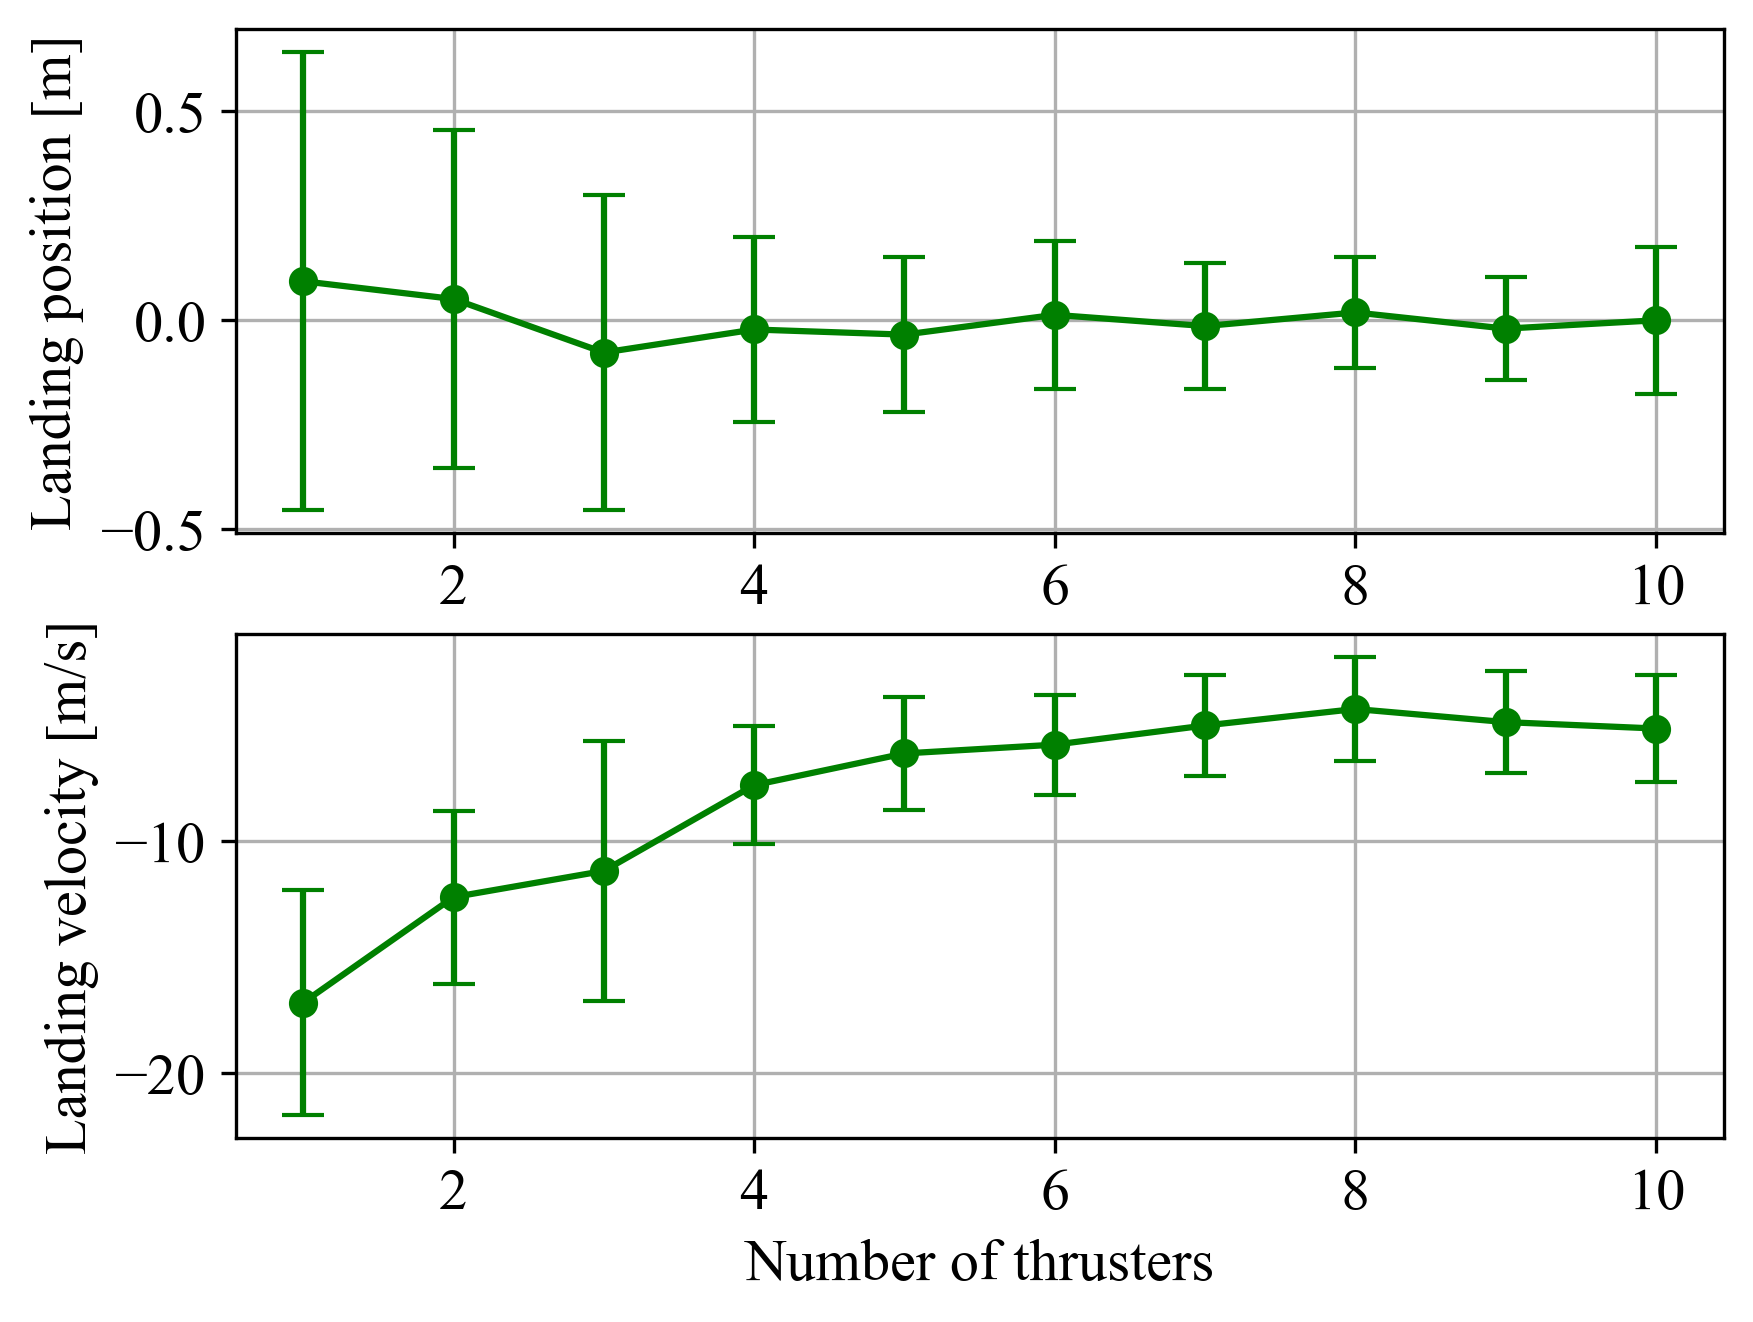 Landing position [m]
0.5
0.0
−0.5
2 4 6 8 10
Landing velocity [m/s]
−10
−20
2 4 6 8 10
Number of thrusters